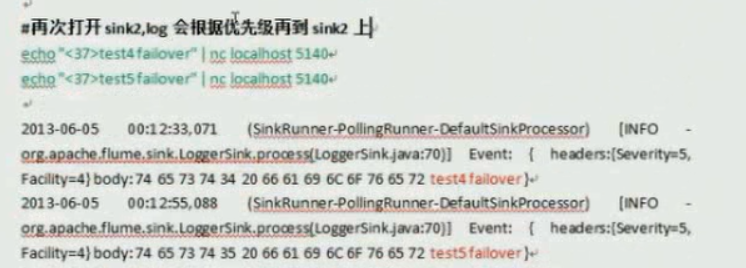 #再次打开 sink2,log 会根据优先级再到 sink2 上
echo "<37>test4 failover" | nc localhost 5140
echo "<37>test5 failover" | nc localhost 5140
2013-06-05 00:12:33,071 (SinkRunner-PollingRunner-DefaultSinkProcessor) [INFO -
org.apache.flume.sink.LoggerSink.process(LoggerSink.java:70)] Event: { headers:{Severity=5,
Facility=4} body: 74 65 73 74 34 20 66 61 69 6C 6F 76 65 72 test4 failover }
2013-06-05 00:12:55,088 (SinkRunner-PollingRunner-DefaultSinkProcessor) [INFO -
org.apache.flume.sink.LoggerSink.process(LoggerSink.java:70)] Event: { headers:{Severity=5,
Facility=4} body: 74 65 73 74 35 20 66 61 69 6C 6F 76 65 72 test5 failover }